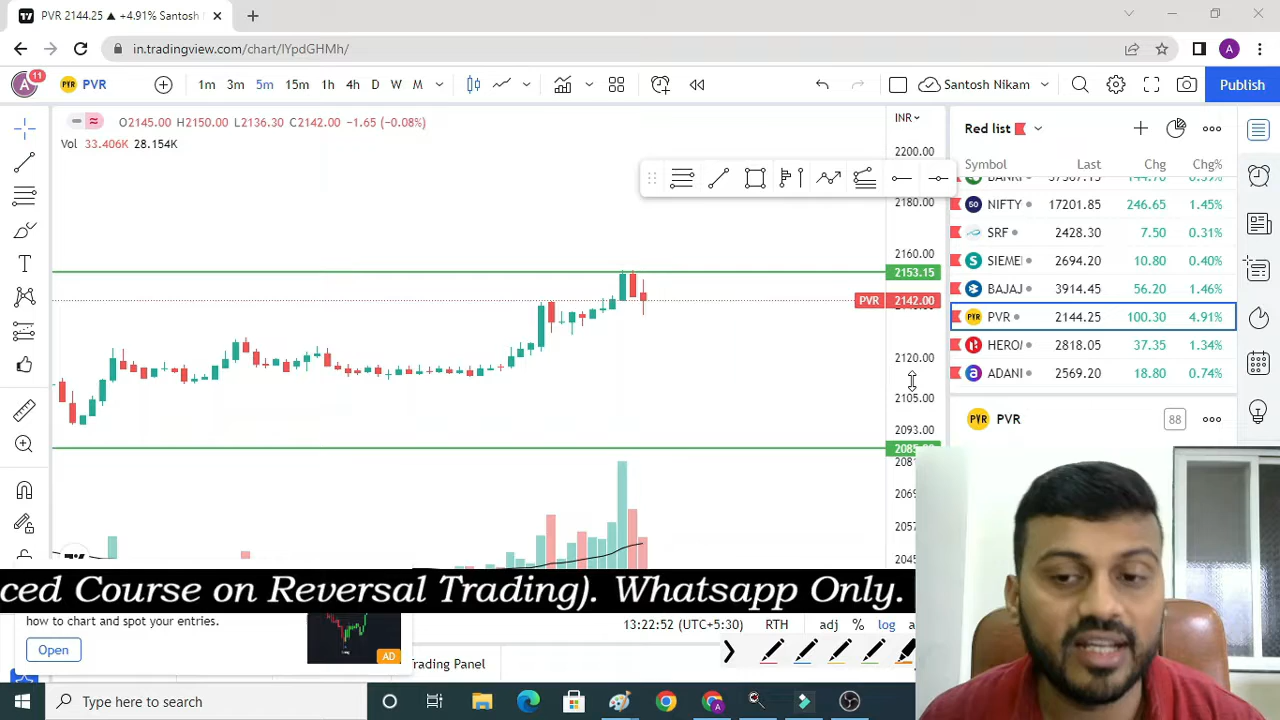 PVR 2144.25 ▲ +4.91% Santosh N
in.tradingview.com/chart/IYpdGHMh/
A
A 11
PVR
1m 3m 5m 15m 1h 4h D W M
Santosh Nikam
Publish
O2145.00 H2150.00 L2136.30 C2142.00 −1.65 (−0.08%)
Vol 33.406K 28.154K
INR
2200.00
2180.00
2160.00
2153.15
PVR 2142.00
2120.00
2105.00
2093.00
Red list
Symbol Last Chg Chg%
NIFTY 17201.85 246.65 1.45%
SRF 2428.30 7.50 0.31%
SIEME 2694.20 10.80 0.40%
BAJAJ 3914.45 56.20 1.46%
PVR 2144.25 100.30 4.91%
HERO 2818.05 37.35 1.34%
ADANI 2569.20 18.80 0.74%
PVR 88
ced Course on Reversal Trading). Whatsapp Only.
how to chart and spot your entries.
Open
AD
13:22:52 (UTC+5:30) RTH adj % log
rading Panel
Type here to search